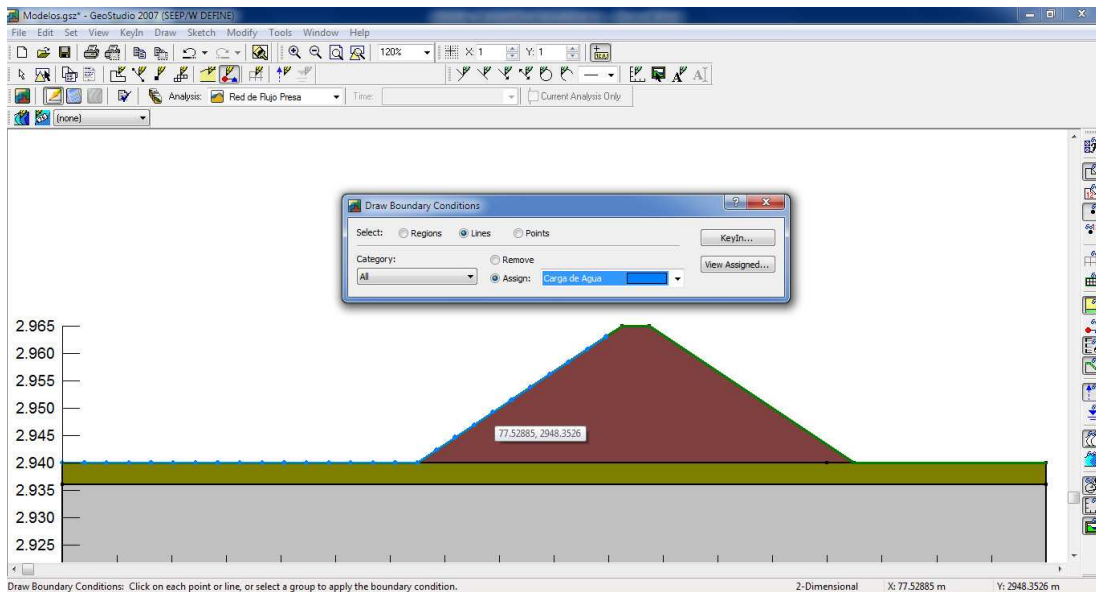 Modelos.gsz* - GeoStudio 2007 (SEEP/W DEFINE)
File Edit Set View KeyIn Draw Sketch Modify Tools Window Help
120% X: 1 Y: 1
Analysis: Red de Flujo Presa Time: Current Analysis Only
(none)
Draw Boundary Conditions
Select: Regions Lines Points KeyIn...
Category: Remove View Assigned...
All Assign: Carga de Agua
2.965
2.960
2.955
2.950
2.945
77.52885, 2948.3526
2.940
2.935
2.930
2.925
Draw Boundary Conditions: Click on each point or line, or select a group to apply the boundary condition. 2-Dimensional X: 77.52885 m Y: 2948.3526 m